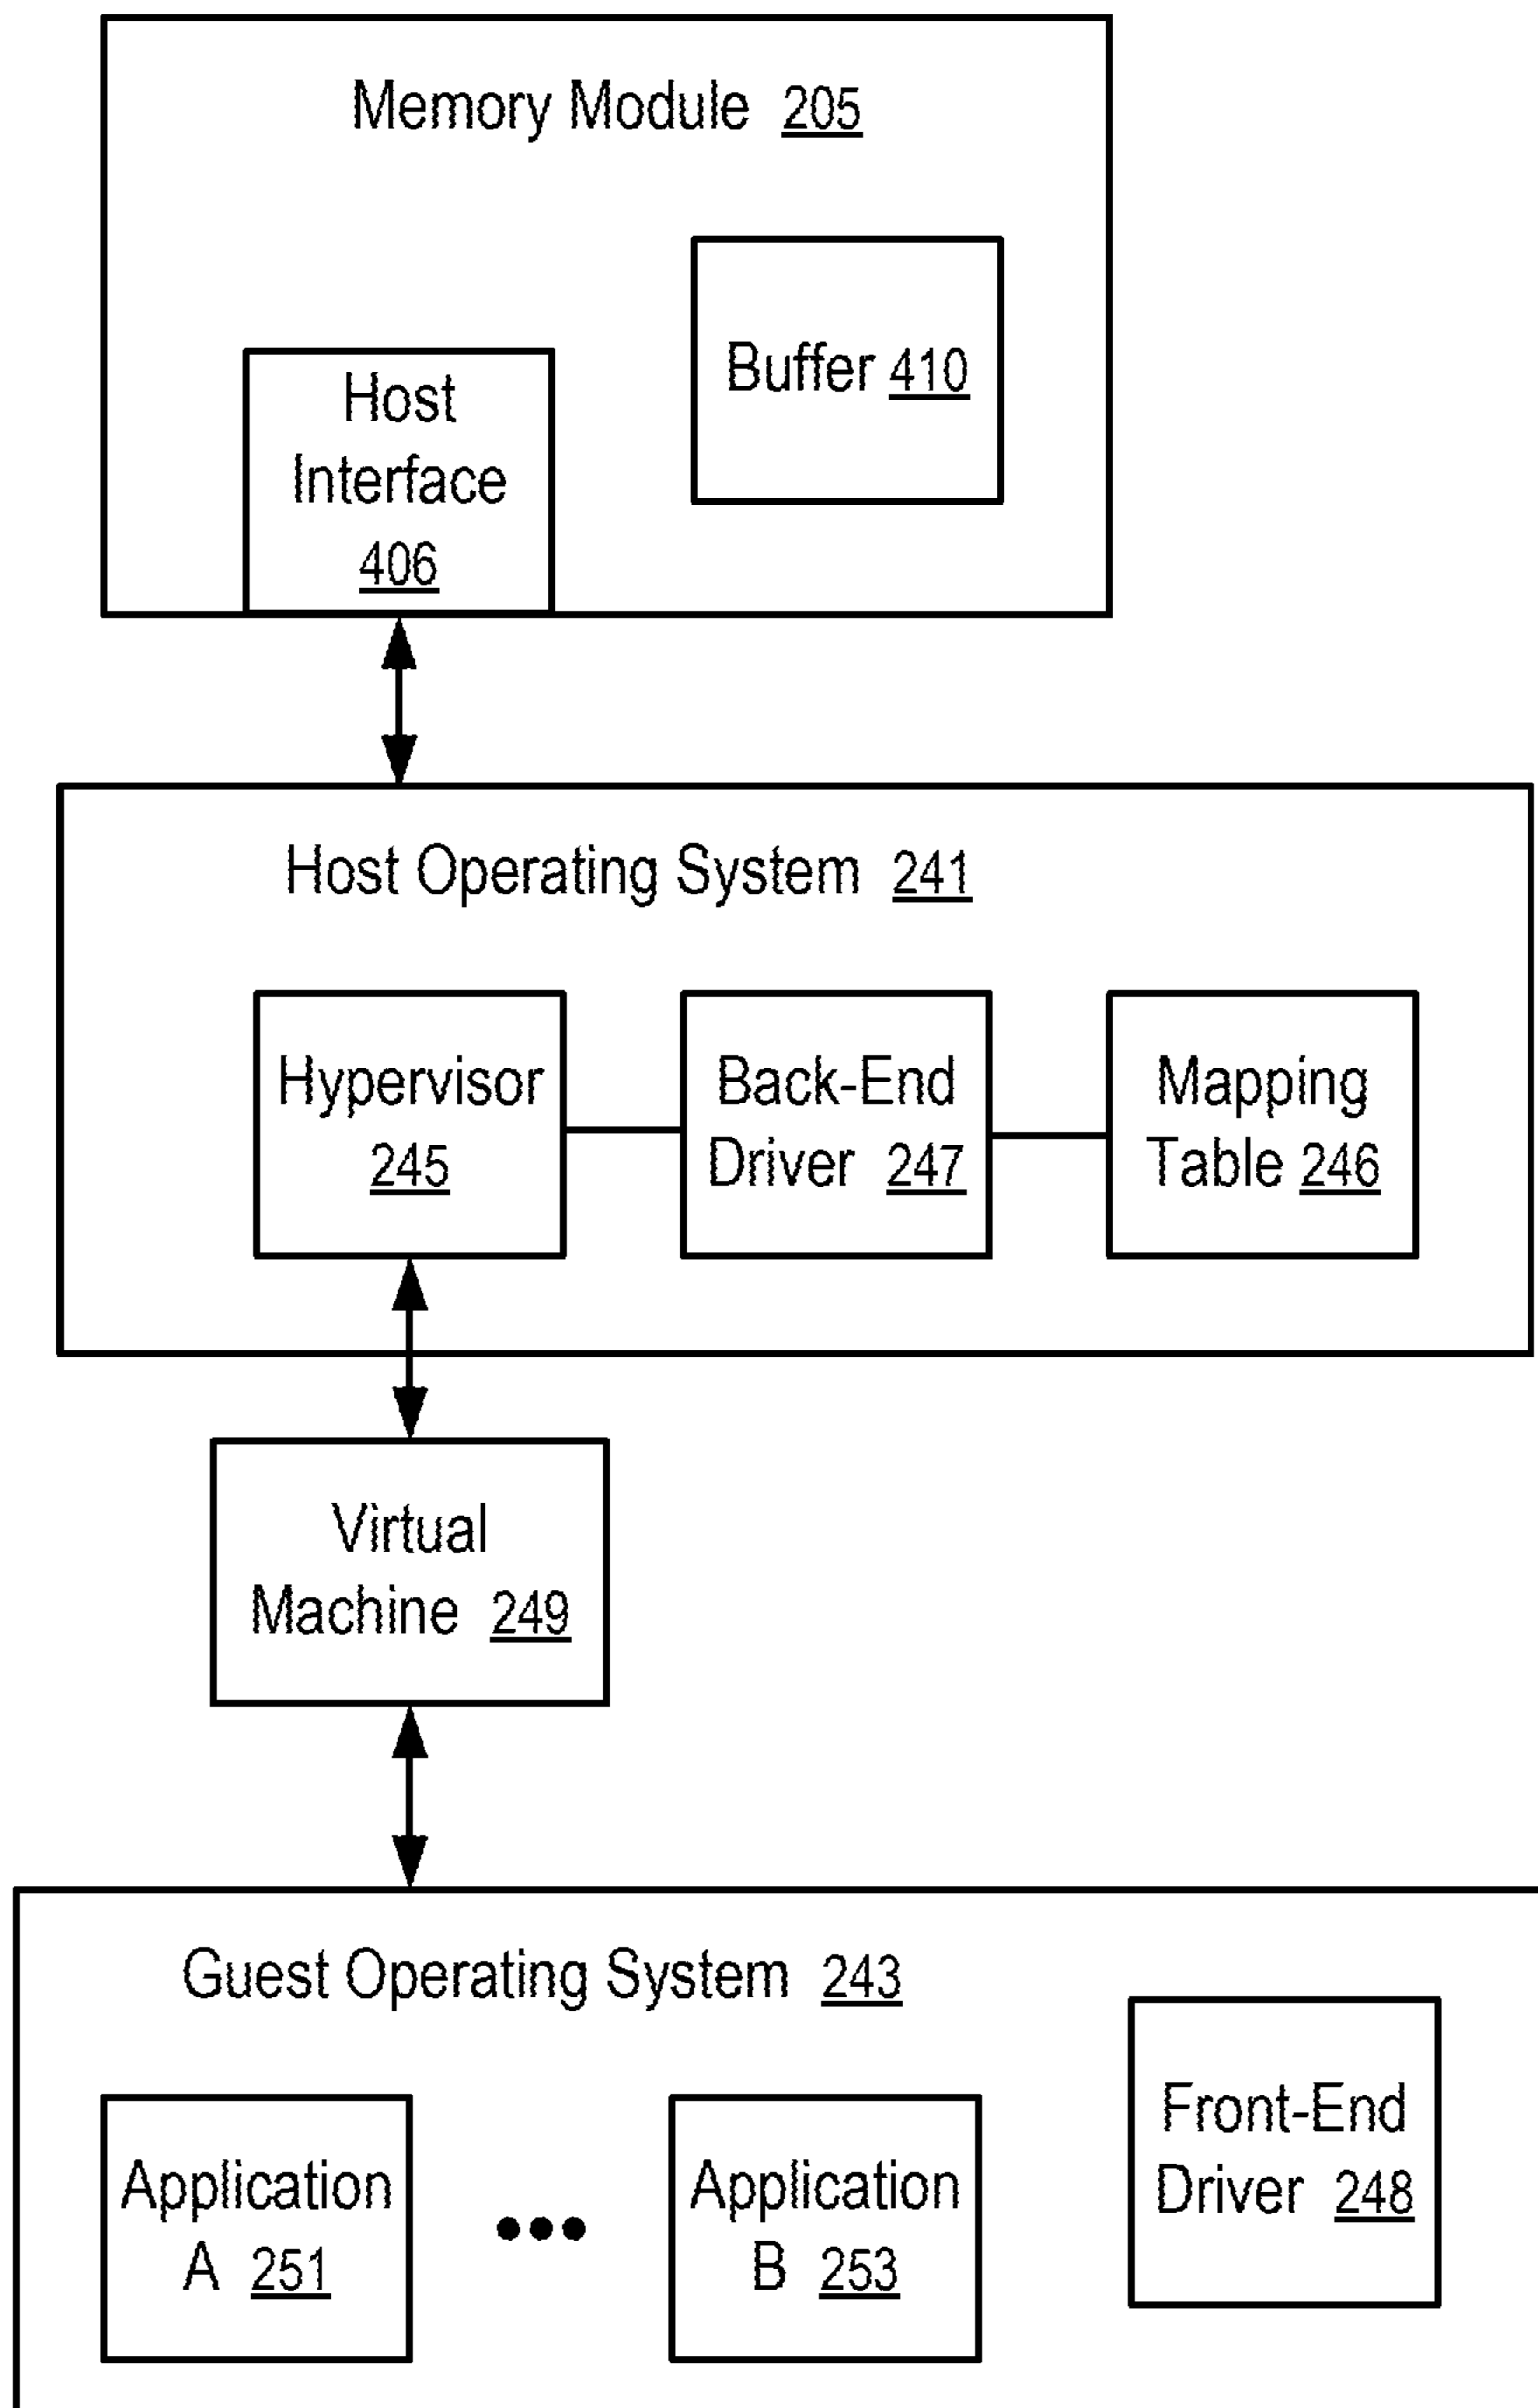 Memory Module 205
Buffer 410
Host
Interface
406
Host Operating System 241
Hypervisor
245
Back-End
Driver 247
Mapping
Table 246
Virtual
Machine 249
Guest Operating System 243
Application
A 251
Application
B 253
Front-End
Driver 248